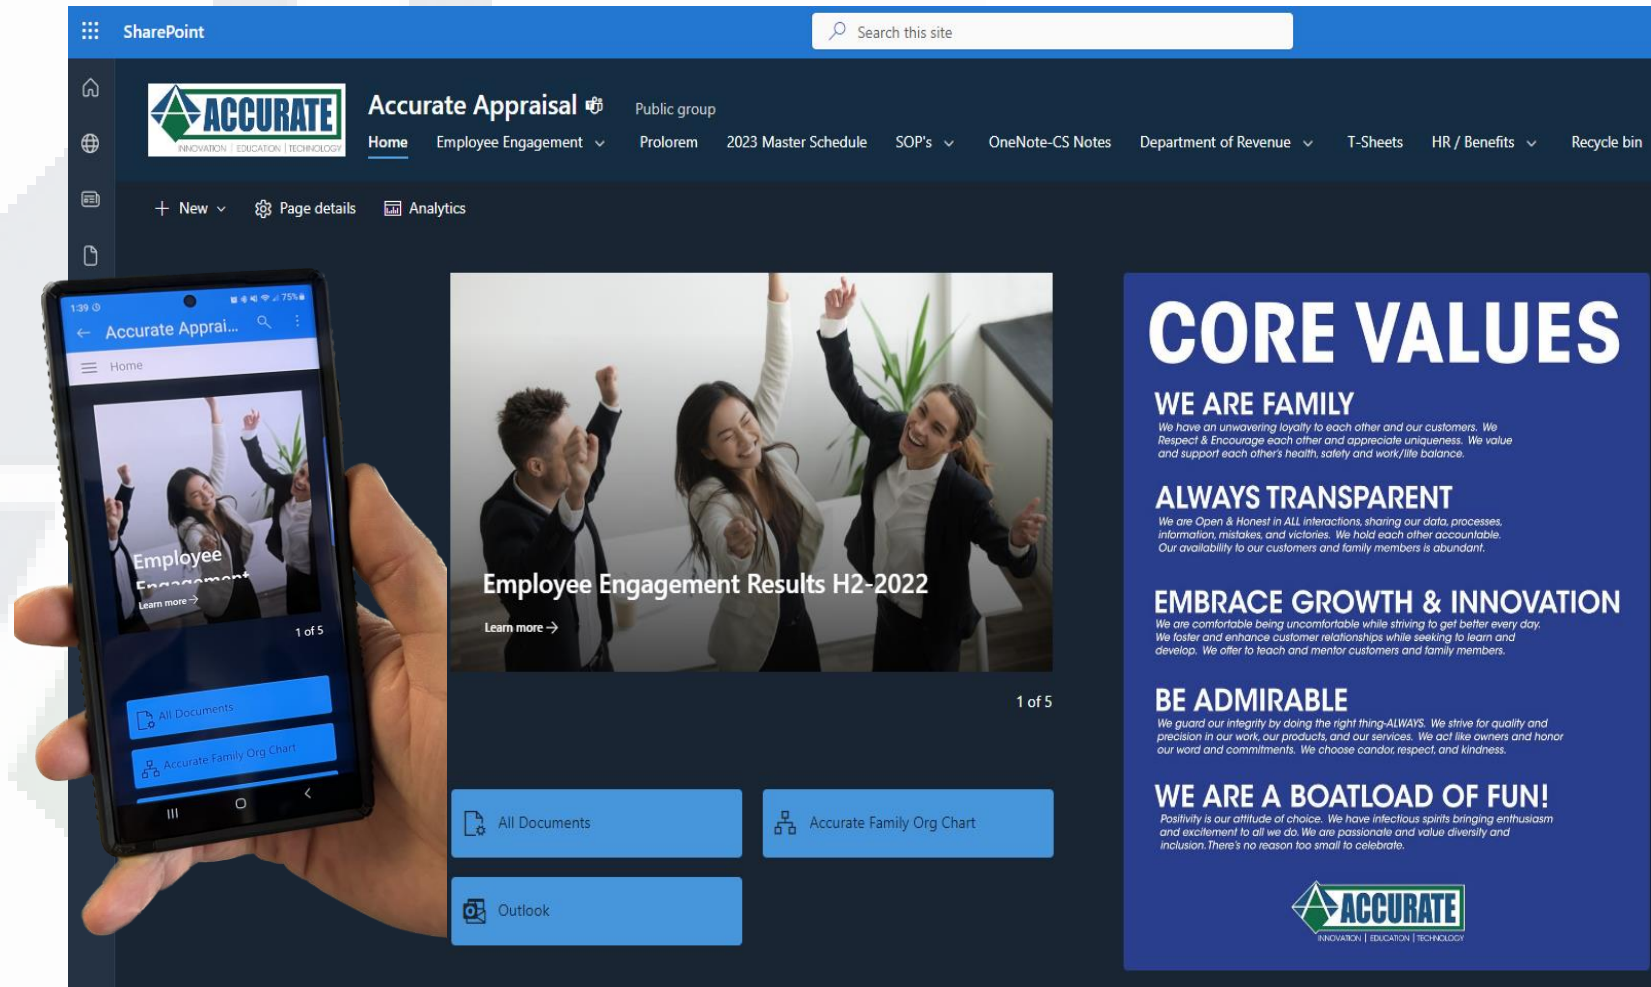 SharePoint
Search this site
ACCURATE
INNOVATION | EDUCATION | TECHNOLOGY
Accurate Appraisal
Public group
Home Employee Engagement Prolorem 2023 Master Schedule SOP's OneNote-CS Notes Department of Revenue T-Sheets HR / Benefits Recycle bin
+ New Page details Analytics
1:39 75%
Accurate Apprai...
Home
Employee
Engagement
Learn more →
1 of 5
All Documents
Accurate Family Org Chart
Employee Engagement Results H2-2022
Learn more →
1 of 5
All Documents
Accurate Family Org Chart
Outlook
CORE VALUES
WE ARE FAMILY
We have an unwavering loyalty to each other and our customers. We
Respect & Encourage each other and appreciate uniqueness. We value
and support each other's health, safety and work/life balance.
ALWAYS TRANSPARENT
We are Open & Honest in ALL interactions, sharing our data, processes,
information, mistakes, and victories. We hold each other accountable.
Our availability to our customers and family members is abundant.
EMBRACE GROWTH & INNOVATION
We are comfortable being uncomfortable while striving to get better every day.
We foster and enhance customer relationships while seeking to learn and
develop. We offer to teach and mentor customers and family members.
BE ADMIRABLE
We guard our integrity by doing the right thing-ALWAYS. We strive for quality and
precision in our work, our products, and our services. We act like owners and honor
our word and commitments. We choose candor, respect, and kindness.
WE ARE A BOATLOAD OF FUN!
Positivity is our attitude of choice. We have infectious spirits bringing enthusiasm
and excitement to all we do. We are passionate and value diversity and
inclusion. There's no reason too small to celebrate.
ACCURATE
INNOVATION | EDUCATION | TECHNOLOGY